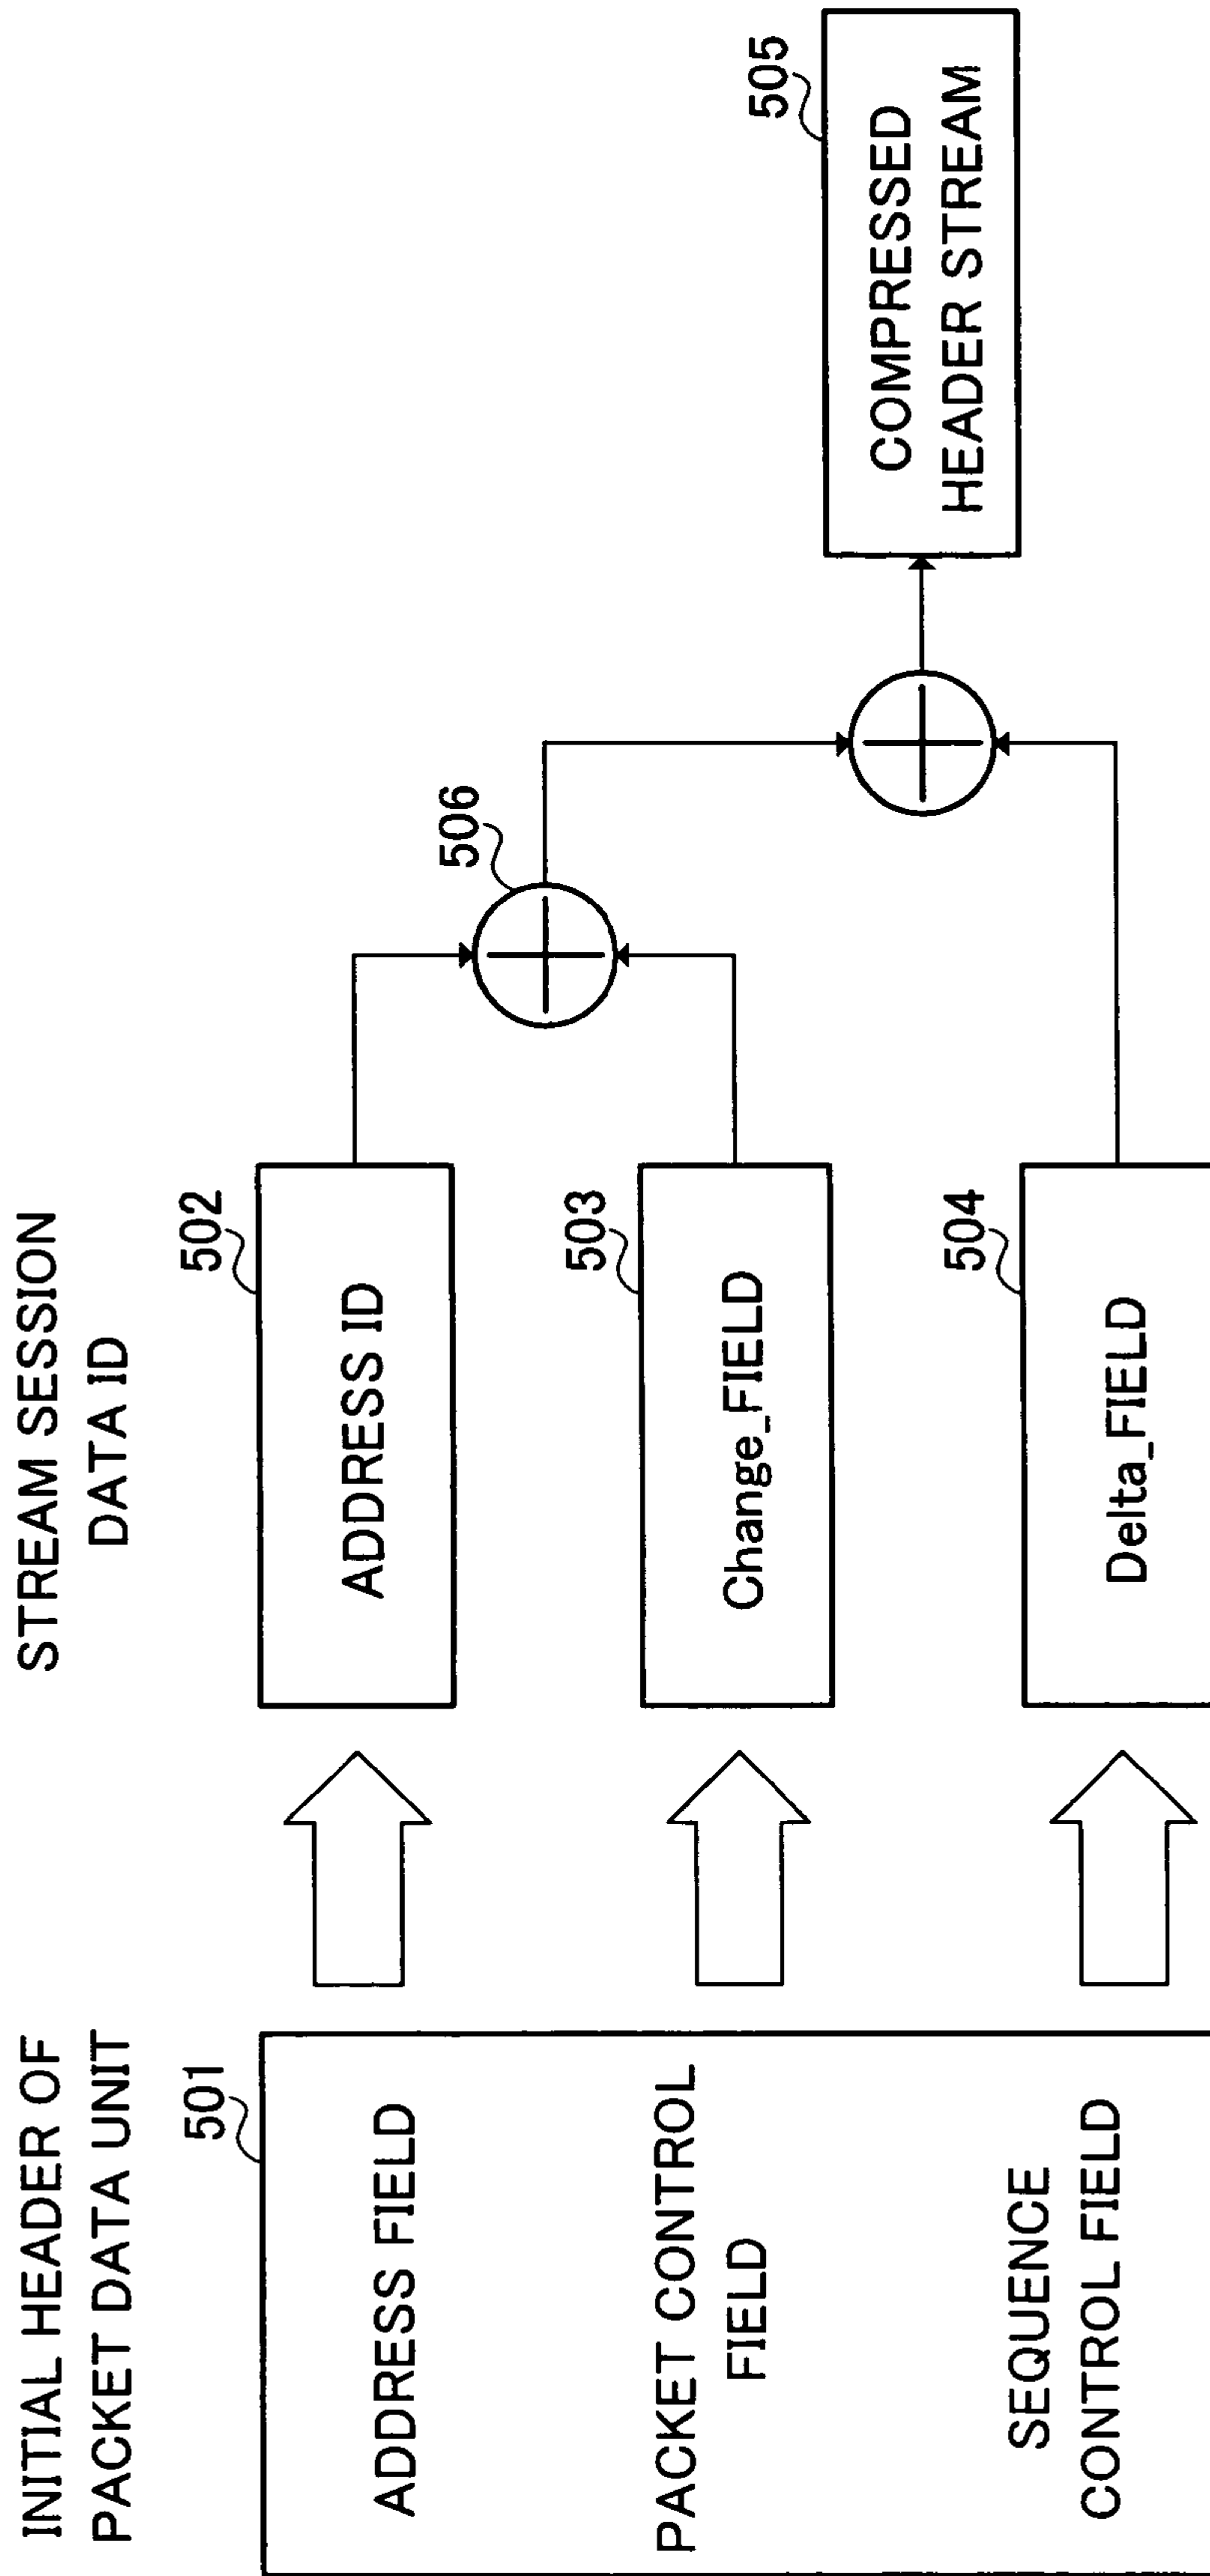 INITIAL HEADER OF
PACKET DATA UNIT
501
ADDRESS FIELD
PACKET CONTROL
FIELD
SEQUENCE
CONTROL FIELD
STREAM SESSION
DATA ID
502
ADDRESS ID
503
Change_FIELD
504
Delta_FIELD
506
505
COMPRESSED
HEADER STREAM